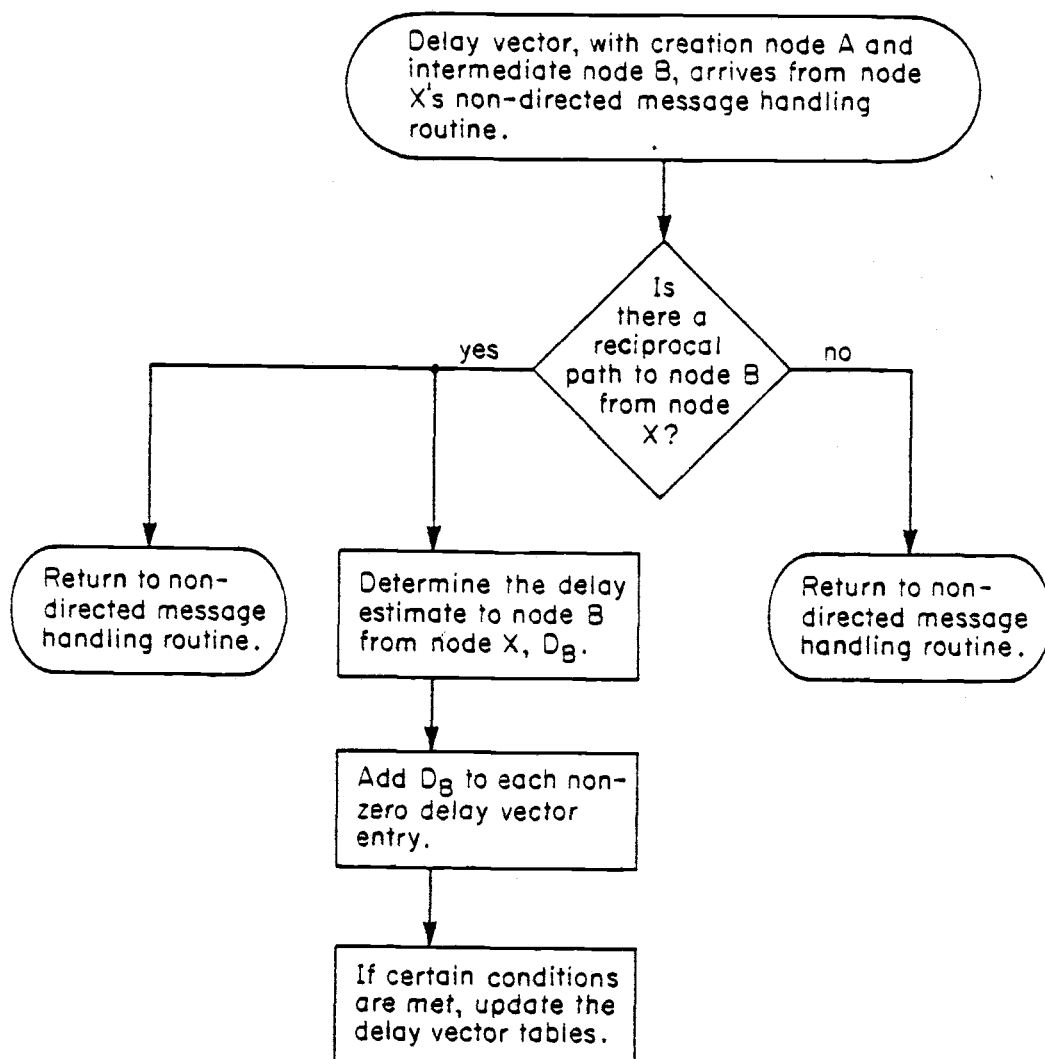 Delay vector, with creation node A and
intermediate node B, arrives from node
X's non-directed message handling
routine.
Is
there a
reciprocal
path to node B
from node
X?
yes
no
Return to non-
directed message
handling routine.
Determine the delay
estimate to node B
from node X, DB.
Return to non-
directed message
handling routine.
Add DB to each non-
zero delay vector
entry.
If certain conditions
are met, update the
delay vector tables.